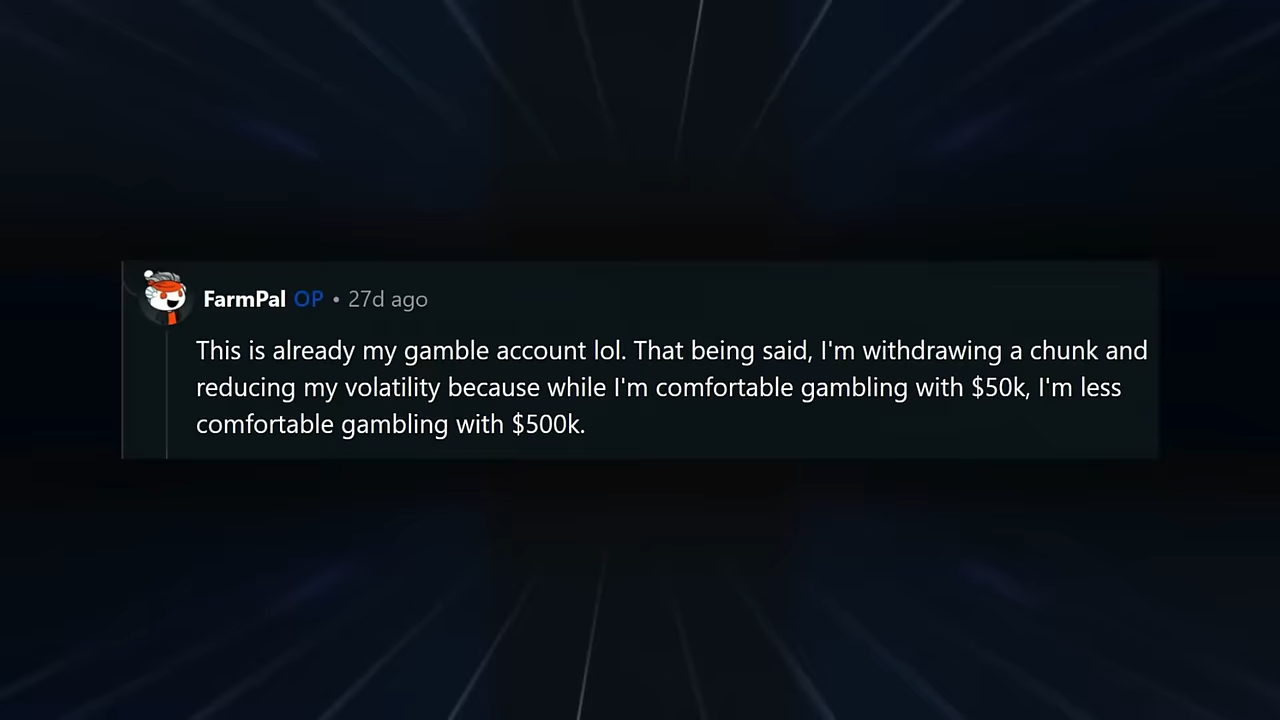 FarmPal OP • 27d ago
This is already my gamble account lol. That being said, I'm withdrawing a chunk and
reducing my volatility because while I'm comfortable gambling with $50k, I'm less
comfortable gambling with $500k.